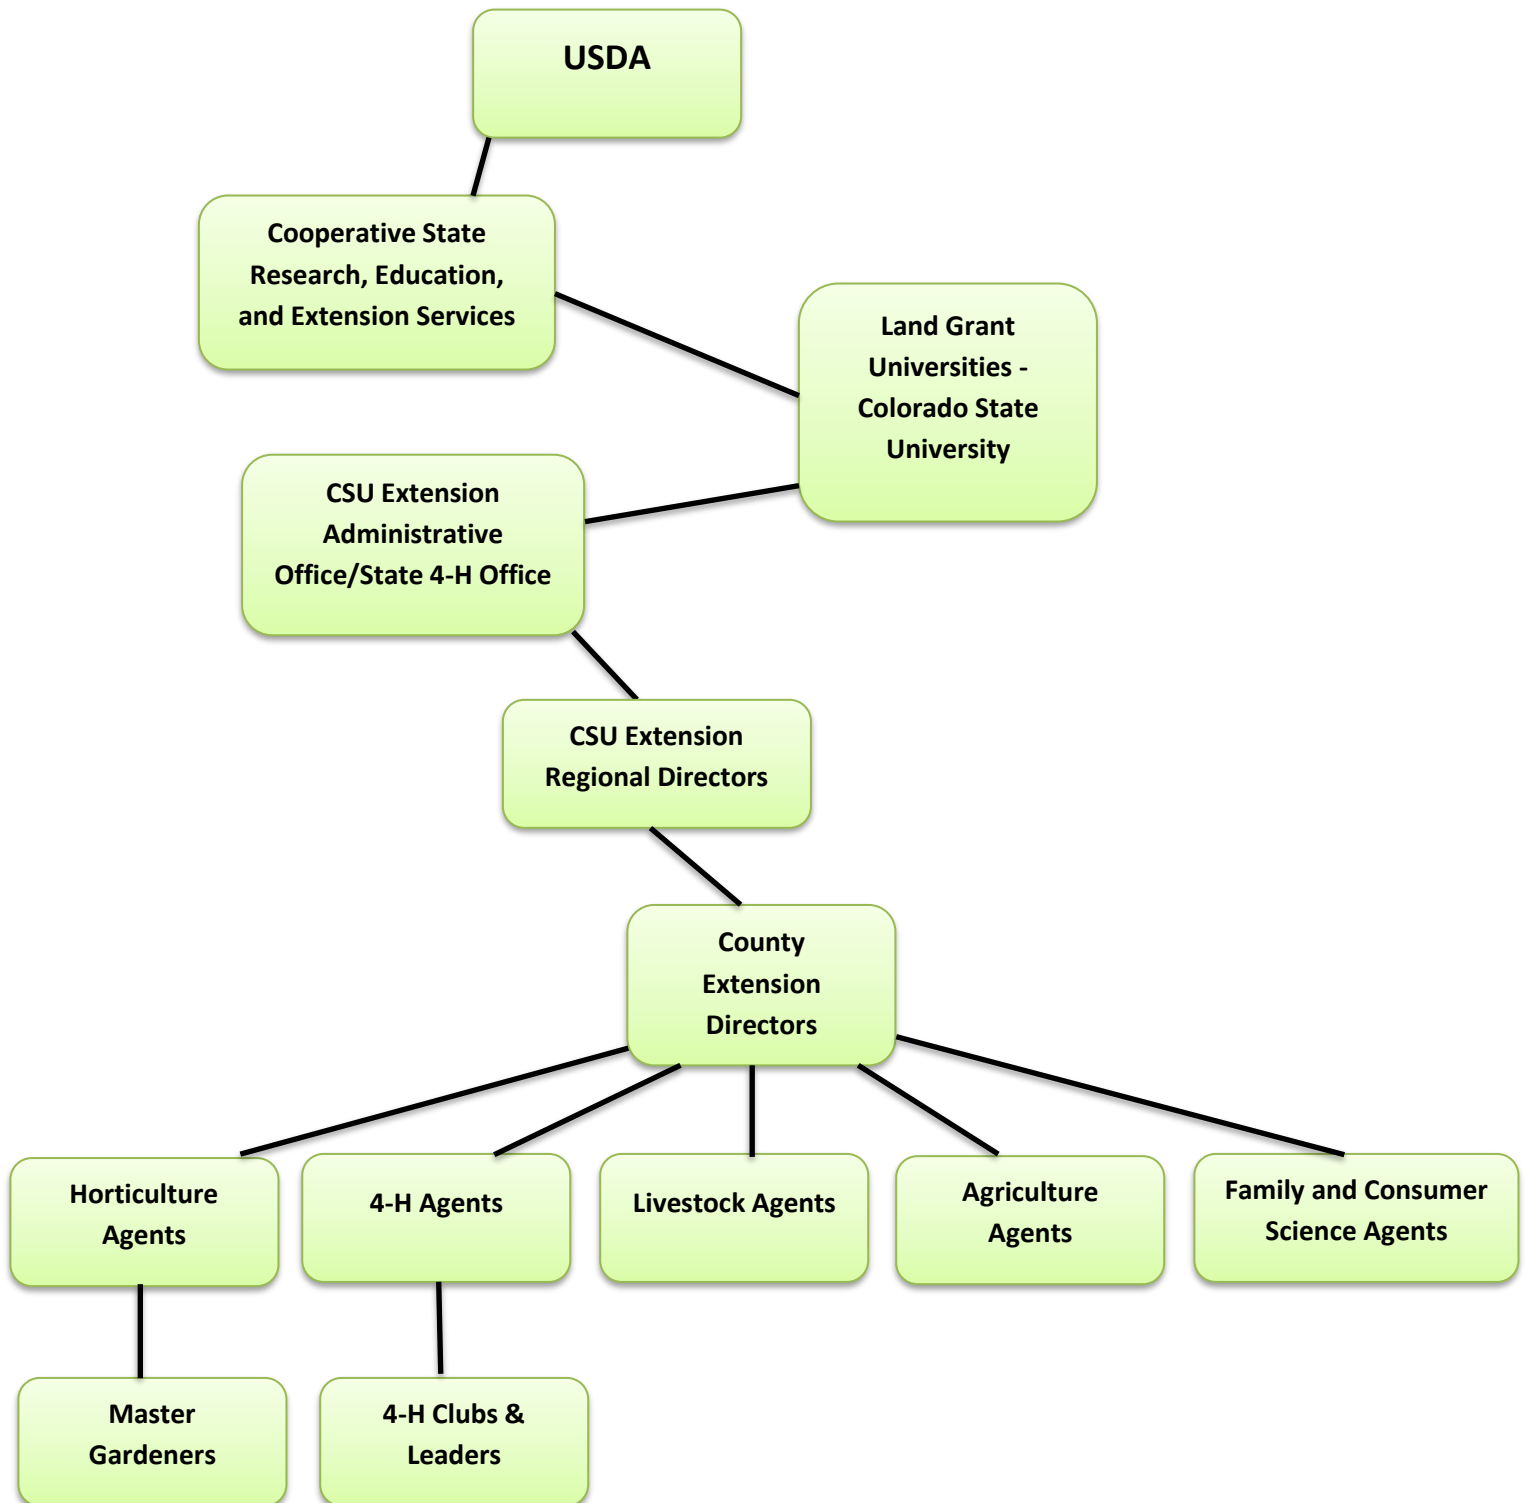 USDA
Cooperative State
Research, Education,
and Extension Services
Land Grant
Universities -
Colorado State
University
CSU Extension
Administrative
Office/State 4-H Office
CSU Extension
Regional Directors
County
Extension
Directors
Horticulture
Agents
4-H Agents
Livestock Agents
Agriculture
Agents
Family and Consumer
Science Agents
Master
Gardeners
4-H Clubs &
Leaders